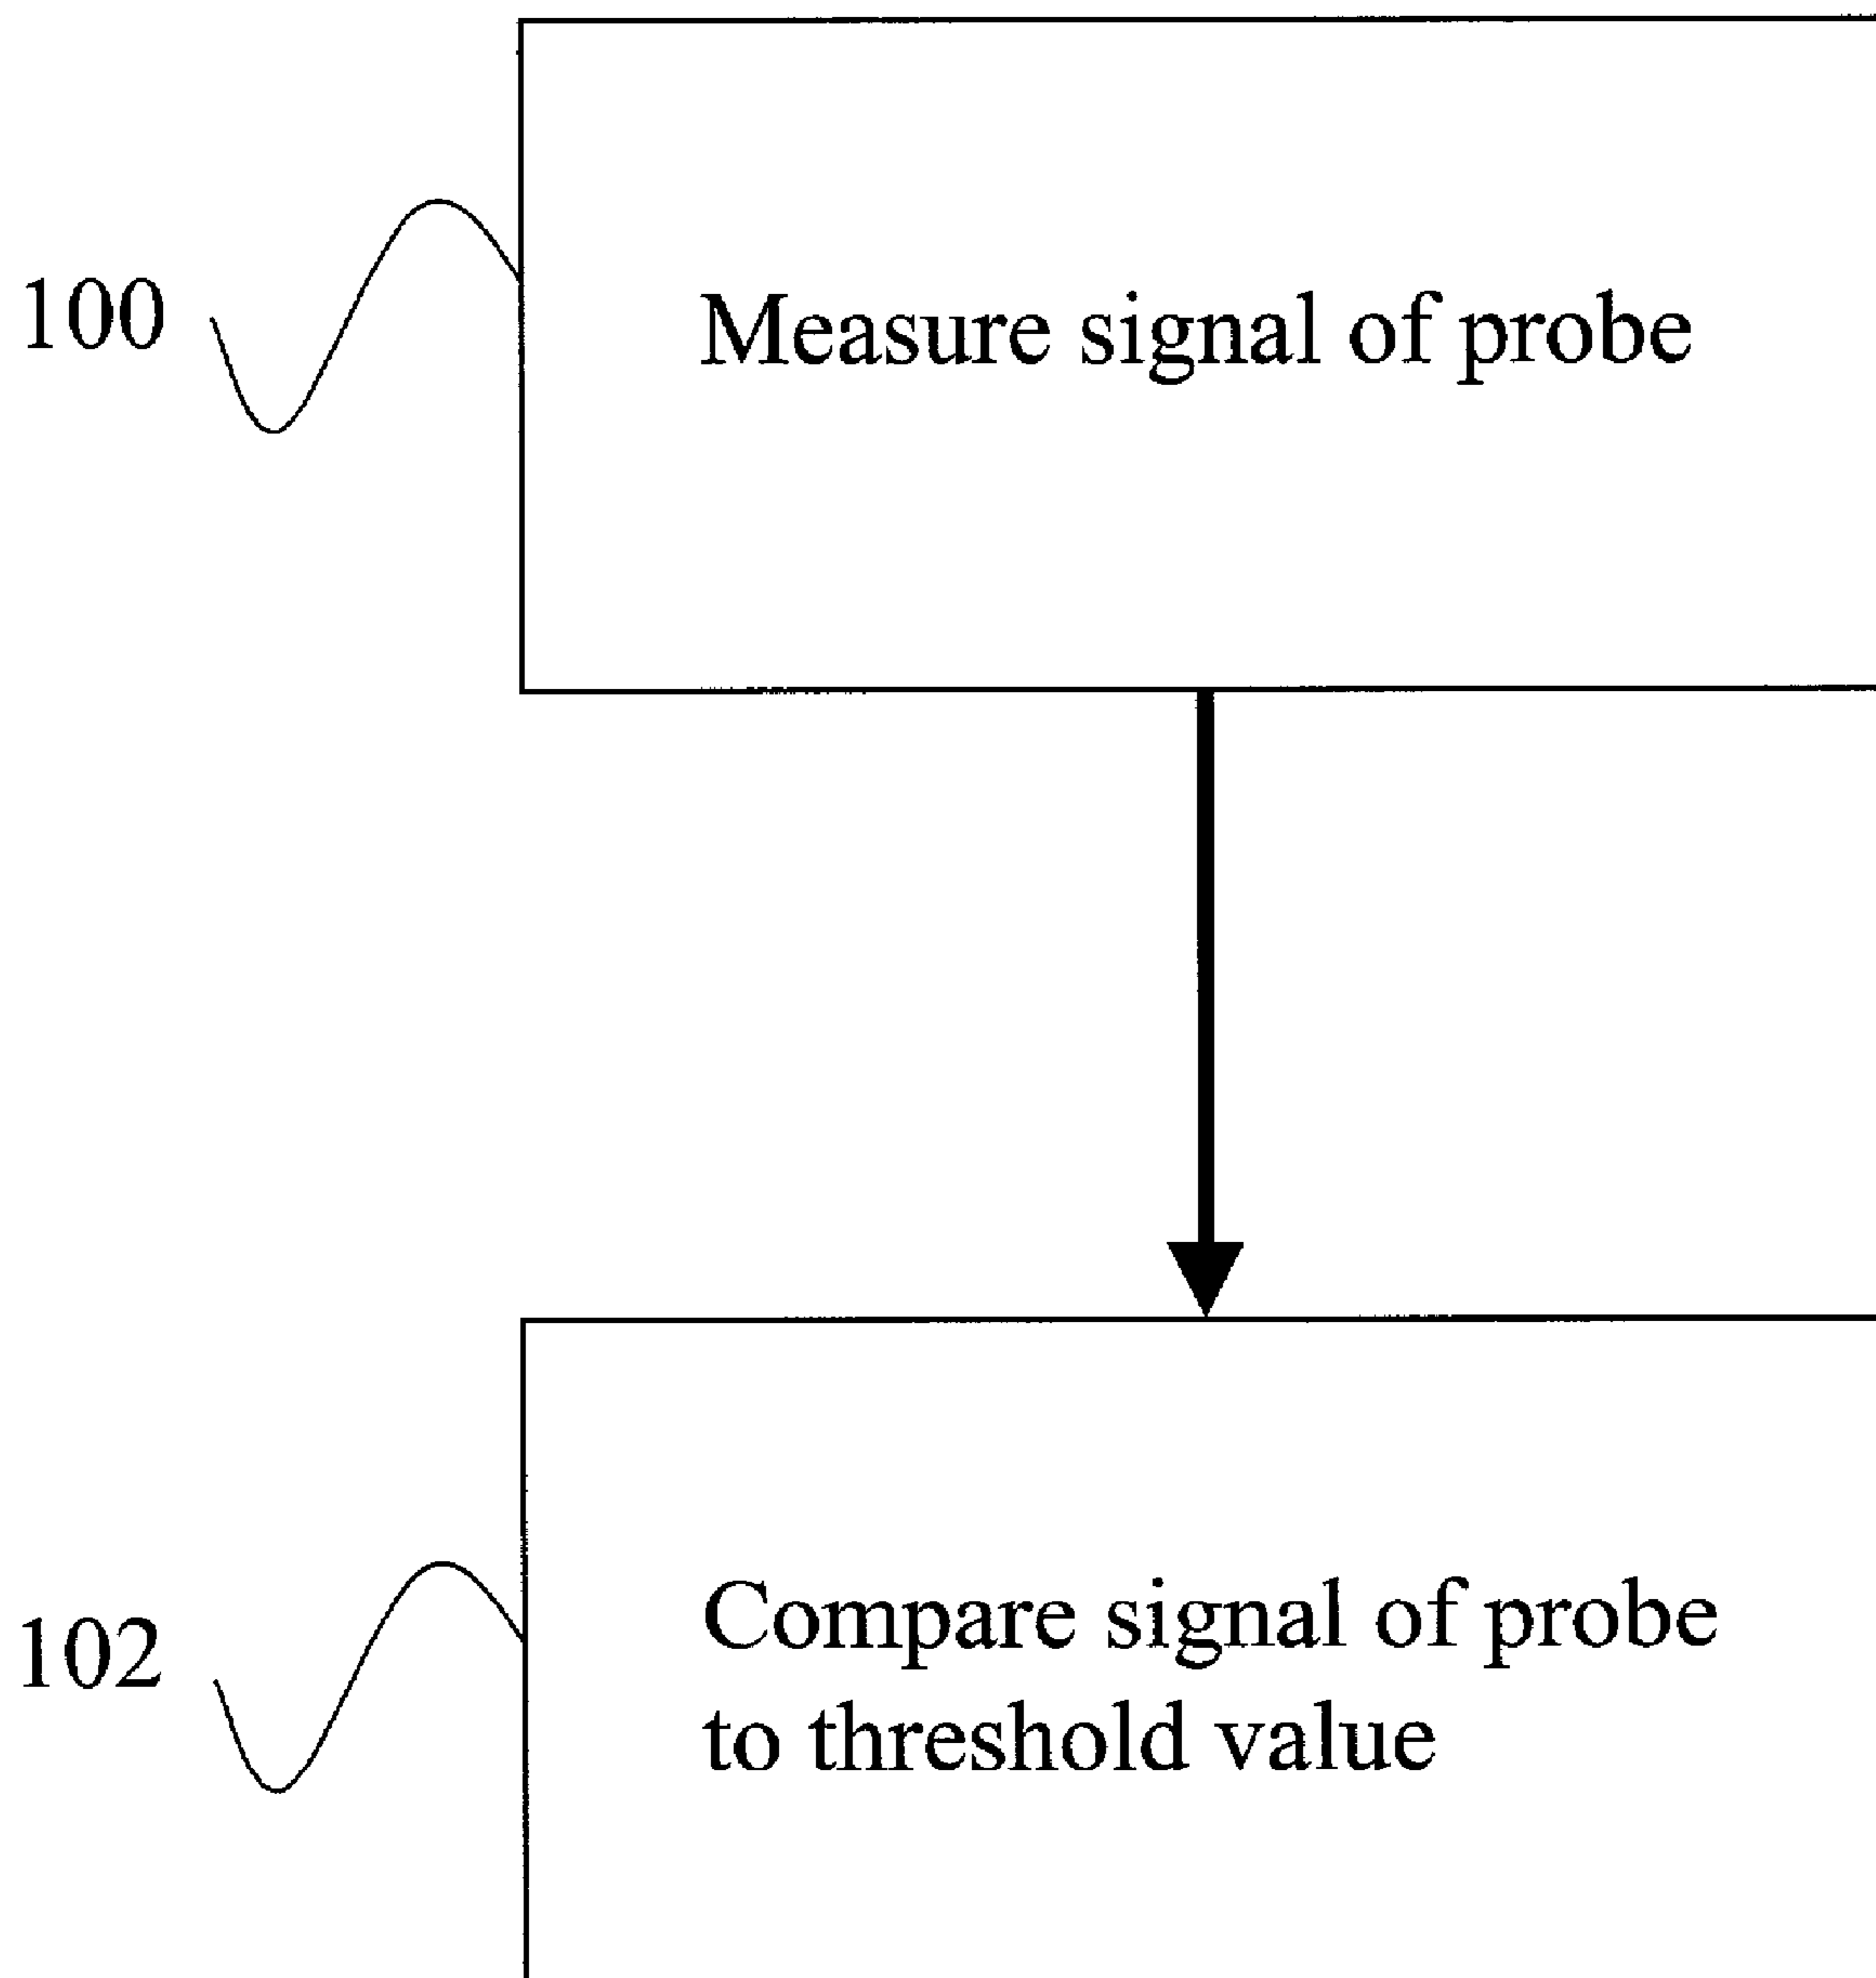 100
Measure signal of probe
102
Compare signal of probe
to threshold value